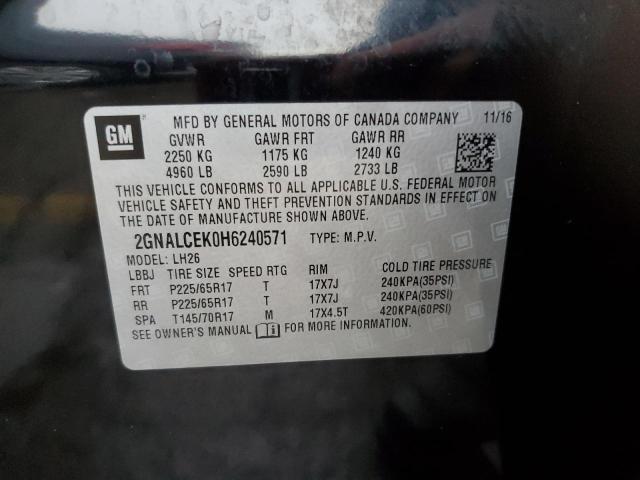 GM
MFD BY GENERAL MOTORS OF CANADA COMPANY 11/16
GVWR GAWR FRT GAWR RR
2250 KG 1175 KG 1240 KG
4960 LB 2590 LB 2733 LB
THIS VEHICLE CONFORMS TO ALL APPLICABLE U.S. FEDERAL MOTOR
VEHICLE SAFETY AND THEFT PREVENTION STANDARDS IN EFFECT ON
THE DATE OF MANUFACTURE SHOWN ABOVE.
2GNALCEK0H6240571 TYPE: M.P.V.
MODEL: LH26
LBBJ TIRE SIZE SPEED RTG RIM COLD TIRE PRESSURE
FRT P225/65R17 T 17X7J 240KPA(35PSI)
RR P225/65R17 T 17X7J 240KPA(35PSI)
SPA T145/70R17 M 17X4.5T 420KPA(60PSI)
SEE OWNER'S MANUAL FOR MORE INFORMATION.